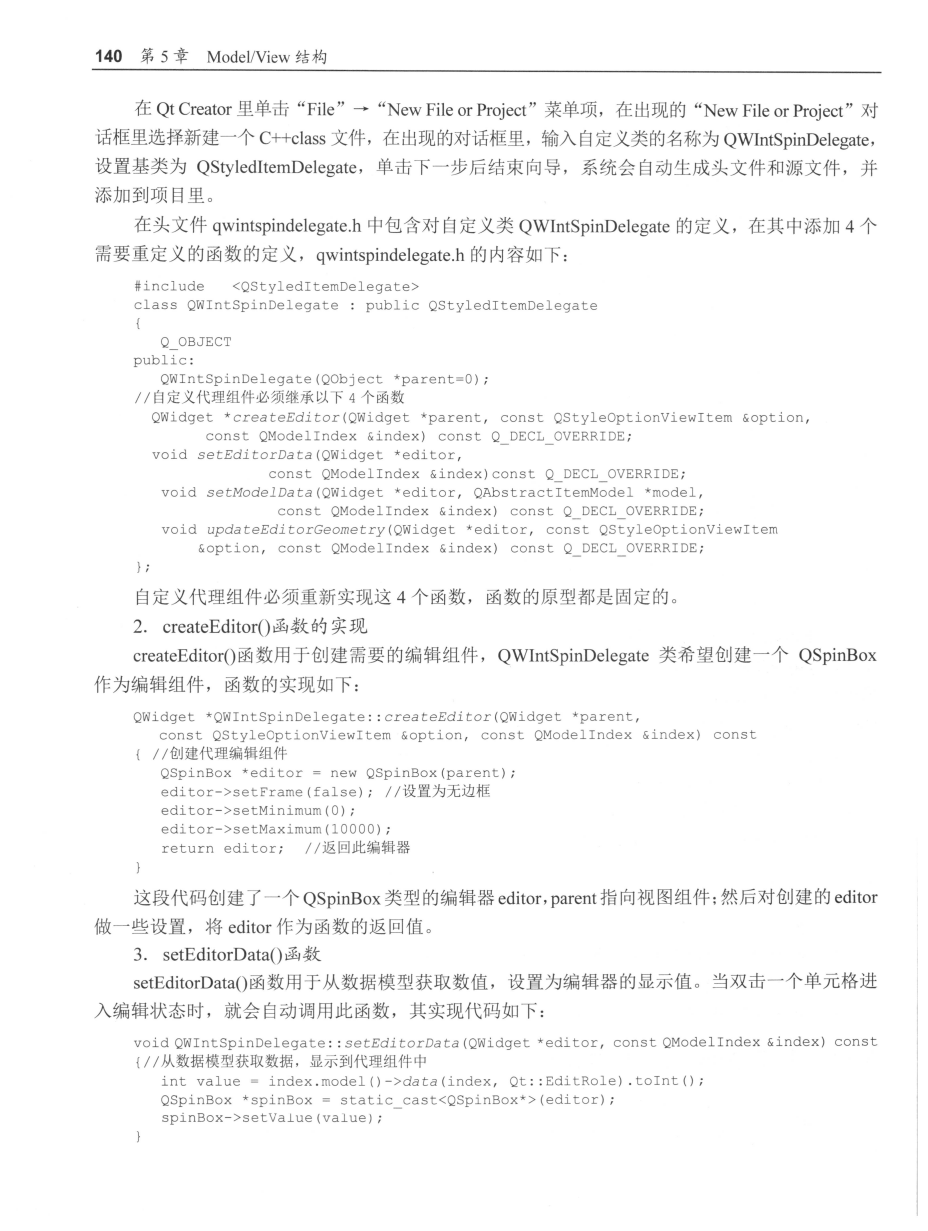 140 第 5 章 Model/View 结构
在 Qt Creator 里单击“File”→“New File or Project”菜单项，在出现的“New File or Project”对
话框里选择新建一个 C++class 文件，在出现的对话框里，输入自定义类的名称为 QWIntSpinDelegate，
设置基类为 QStyledItemDelegate，单击下一步后结束向导，系统会自动生成头文件和源文件，并
添加到项目里。
在头文件 qwintspindelegate.h 中包含对自定义类 QWIntSpinDelegate 的定义，在其中添加 4 个
需要重定义的函数的定义，qwintspindelegate.h 的内容如下：
#include <QStyledItemDelegate>
class QWIntSpinDelegate : public QStyledItemDelegate
{
Q_OBJECT
public:
QWIntSpinDelegate(QObject *parent=0);
//自定义代理组件必须继承以下 4 个函数
QWidget *createEditor(QWidget *parent, const QStyleOptionViewItem &option,
const QModelIndex &index) const Q_DECL_OVERRIDE;
void setEditorData(QWidget *editor,
const QModelIndex &index)const Q_DECL_OVERRIDE;
void setModelData(QWidget *editor, QAbstractItemModel *model,
const QModelIndex &index) const Q_DECL_OVERRIDE;
void updateEditorGeometry(QWidget *editor, const QStyleOptionViewItem
&option, const QModelIndex &index) const Q_DECL_OVERRIDE;
};
自定义代理组件必须重新实现这 4 个函数，函数的原型都是固定的。
2．createEditor()函数的实现
createEditor()函数用于创建需要的编辑组件，QWIntSpinDelegate 类希望创建一个 QSpinBox
作为编辑组件，函数的实现如下：
QWidget *QWIntSpinDelegate::createEditor(QWidget *parent,
const QStyleOptionViewItem &option, const QModelIndex &index) const
{ //创建代理编辑组件
QSpinBox *editor = new QSpinBox(parent);
editor->setFrame(false); //设置为无边框
editor->setMinimum(0);
editor->setMaximum(10000);
return editor; //返回此编辑器
}
这段代码创建了一个 QSpinBox 类型的编辑器 editor，parent 指向视图组件；然后对创建的 editor
做一些设置，将 editor 作为函数的返回值。
3．setEditorData()函数
setEditorData()函数用于从数据模型获取数值，设置为编辑器的显示值。当双击一个单元格进
入编辑状态时，就会自动调用此函数，其实现代码如下：
void QWIntSpinDelegate::setEditorData(QWidget *editor, const QModelIndex &index) const
{//从数据模型获取数据，显示到代理组件中
int value = index.model()->data(index, Qt::EditRole).toInt();
QSpinBox *spinBox = static_cast<QSpinBox*>(editor);
spinBox->setValue(value);
}